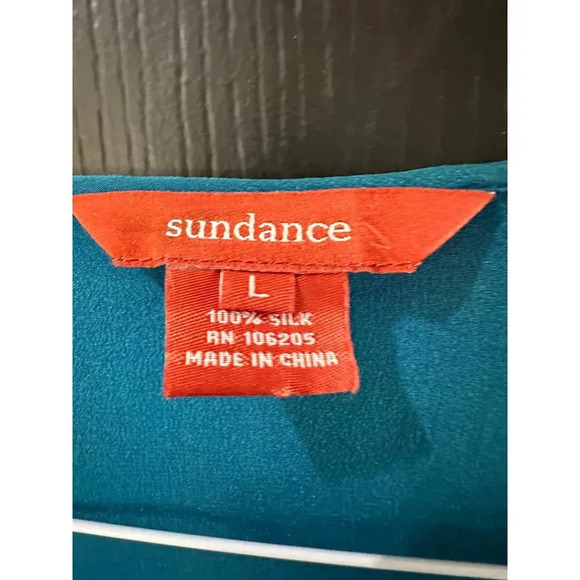 sundance
L
100% SILK
RN 106205
MADE IN CHINA